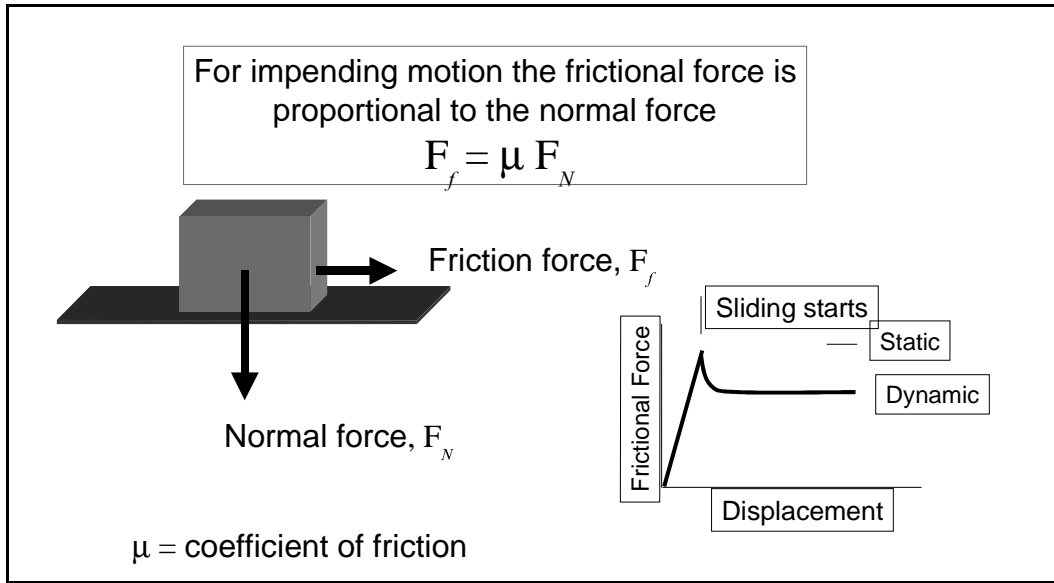 For impending motion the frictional force is
proportional to the normal force
F_f = μ F_N
Friction force, F_f
Normal force, F_N
μ = coefficient of friction
Sliding starts
Static
Dynamic
Frictional Force
Displacement